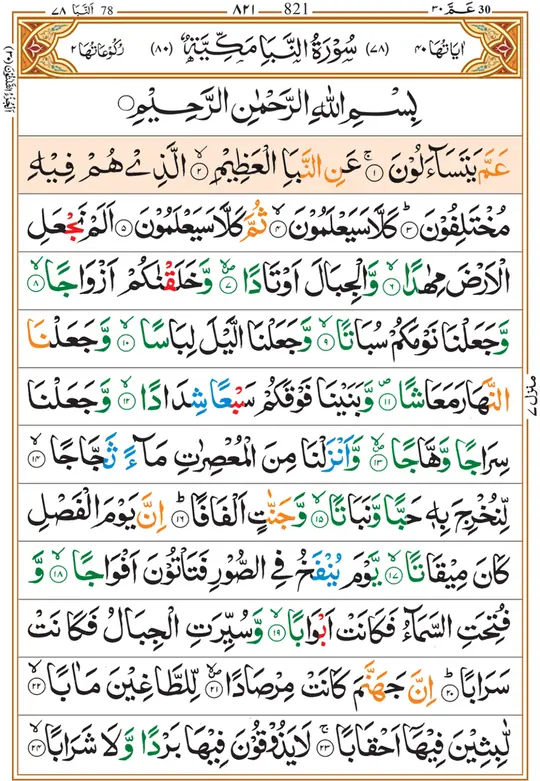 ٧٨ اَلنَّبَا 78 ٨٢١ 821 ٣٠ عَمَّ 30
اٰيَاتُهَا ٤٠ (٧٨) سُوْرَةُ النَّبَاِ مَكِّيَّةٌ (٨٠) رُكُوْعَاتُهَا ٢
بِسْمِ اللّٰهِ الرَّحْمٰنِ الرَّحِيْمِ
عَمَّ يَتَسَآءَلُوْنَ ۚ ١ عَنِ النَّبَاِ الْعَظِيْمِ ۙ ٢ الَّذِىْ هُمْ فِيْهِ
مُخْتَلِفُوْنَ ؕ ٣ كَلَّا سَيَعْلَمُوْنَ ۙ ٤ ثُمَّ كَلَّا سَيَعْلَمُوْنَ ٥ اَلَمْ نَجْعَلِ
الْاَرْضَ مِهٰدًا ۙ ٦ وَّالْجِبَالَ اَوْتَادًا ۪ۙ ٧ وَّخَلَقْنٰكُمْ اَزْوَاجًا ۙ ٨
وَّجَعَلْنَا نَوْمَكُمْ سُبَاتًا ۙ ٩ وَّجَعَلْنَا الَّيْلَ لِبَاسًا ۙ ١٠ وَّجَعَلْنَا
النَّهَارَ مَعَاشًا ۪ ١١ وَّبَنَيْنَا فَوْقَكُمْ سَبْعًا شِدَادًا ۙ ١٢ وَّجَعَلْنَا
سِرَاجًا وَّهَّاجًا ۪ۙ ١٣ وَّاَنْزَلْنَا مِنَ الْمُعْصِرٰتِ مَآءً ثَجَّاجًا ۙ ١٤
لِّنُخْرِجَ بِهٖ حَبًّا وَّنَبَاتًا ۙ ١٥ وَّجَنّٰتٍ اَلْفَافًا ؕ ١٦ اِنَّ يَوْمَ الْفَصْلِ
كَانَ مِيْقَاتًا ۙ ١٧ يَّوْمَ يُنْفَخُ فِى الصُّوْرِ فَتَاْتُوْنَ اَفْوَاجًا ۙ ١٨ وَّ
فُتِحَتِ السَّمَآءُ فَكَانَتْ اَبْوَابًا ۙ ١٩ وَّسُيِّرَتِ الْجِبَالُ فَكَانَتْ
سَرَابًا ؕ ٢٠ اِنَّ جَهَنَّمَ كَانَتْ مِرْصَادًا ۙ ٢١ لِّلطَّاغِيْنَ مَاٰبًا ۙ ٢٢
لّٰبِثِيْنَ فِيْهَاۤ اَحْقَابًا ۚ ٢٣ لَا يَذُوْقُوْنَ فِيْهَا بَرْدًا وَّلَا شَرَابًا ۙ ٢٤
منزل ٧